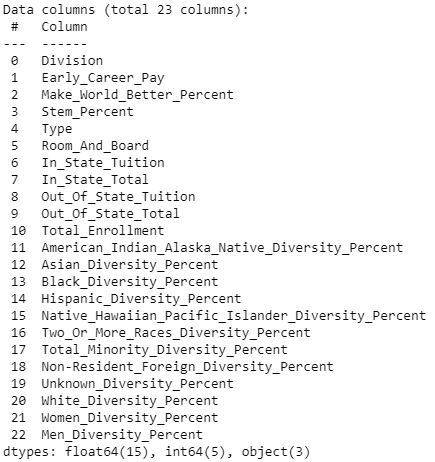 Data columns (total 23 columns):
 #   Column
---  ------
 0   Division
 1   Early_Career_Pay
 2   Make_World_Better_Percent
 3   Stem_Percent
 4   Type
 5   Room_And_Board
 6   In_State_Tuition
 7   In_State_Total
 8   Out_Of_State_Tuition
 9   Out_Of_State_Total
 10  Total_Enrollment
 11  American_Indian_Alaska_Native_Diversity_Percent
 12  Asian_Diversity_Percent
 13  Black_Diversity_Percent
 14  Hispanic_Diversity_Percent
 15  Native_Hawaiian_Pacific_Islander_Diversity_Percent
 16  Two_Or_More_Races_Diversity_Percent
 17  Total_Minority_Diversity_Percent
 18  Non-Resident_Foreign_Diversity_Percent
 19  Unknown_Diversity_Percent
 20  White_Diversity_Percent
 21  Women_Diversity_Percent
 22  Men_Diversity_Percent
dtypes: float64(15), int64(5), object(3)